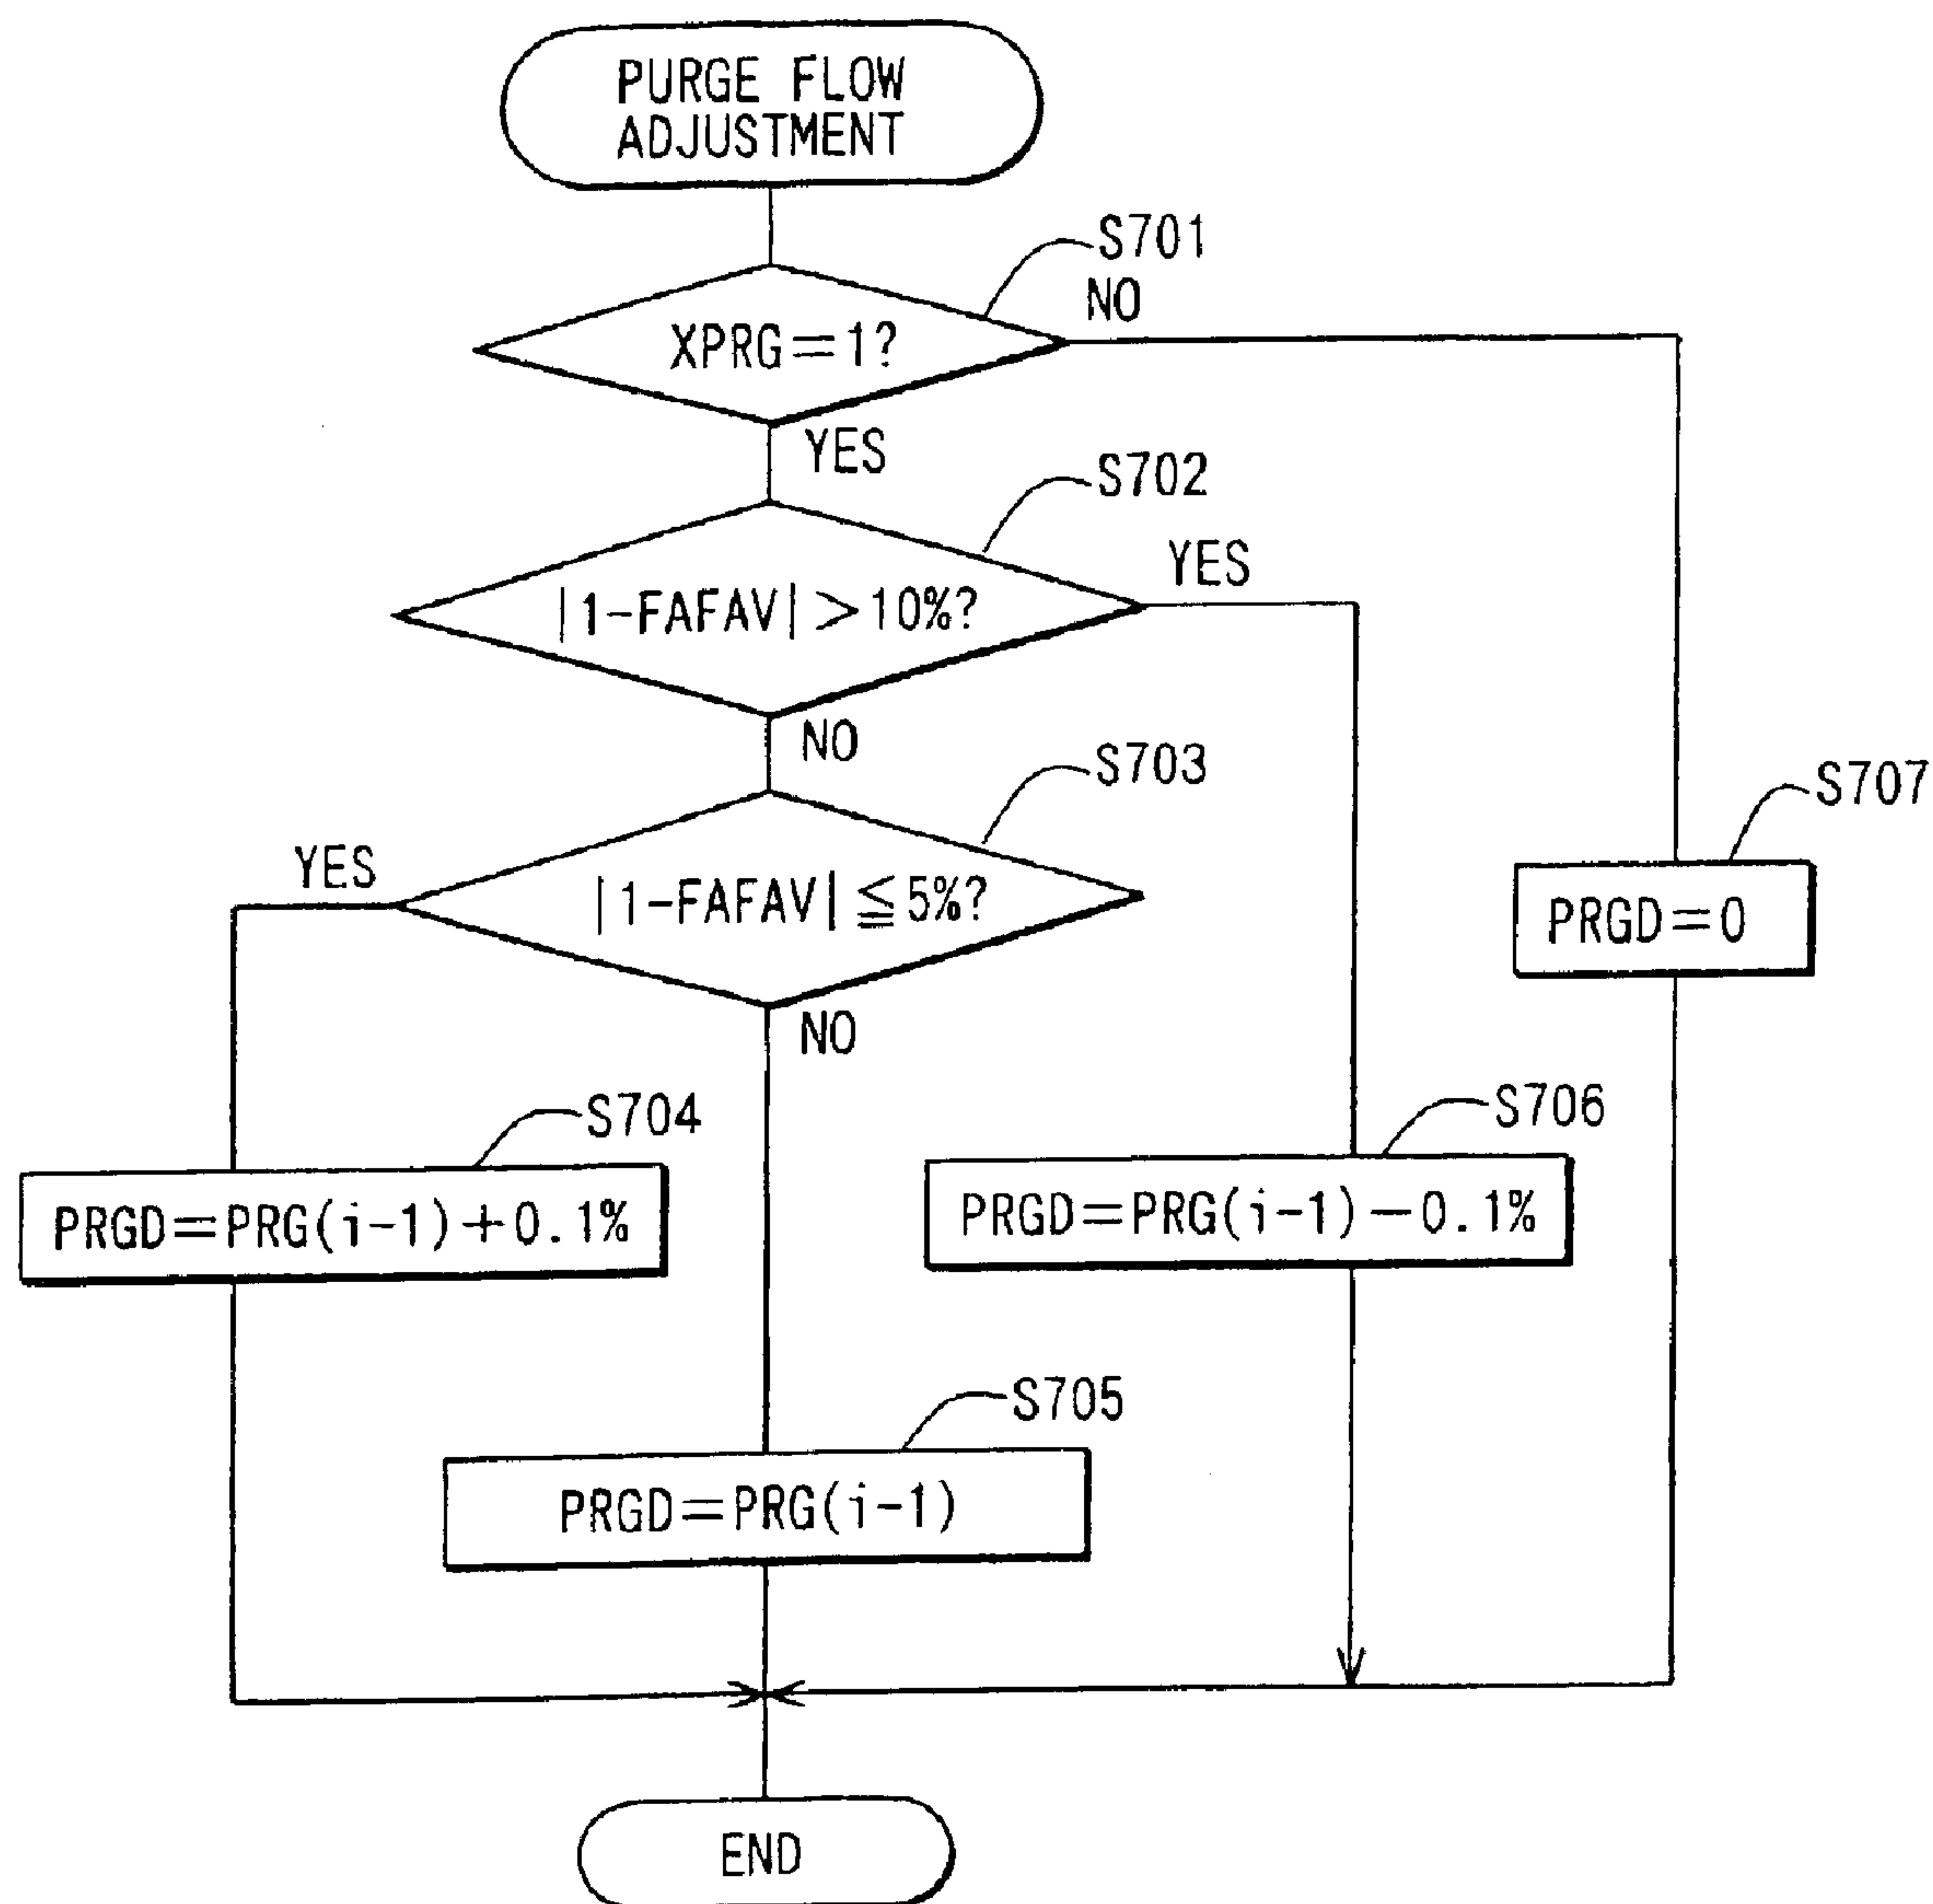 PURGE FLOW
ADJUSTMENT
S701
NO
XPRG=1?
YES
S702
YES
|1-FAFAV|>10%?
NO
S703
S707
YES
|1-FAFAV|≦5%?
PRGD=0
NO
S704
S706
PRGD=PRG(i-1)+0.1%
PRGD=PRG(i-1)-0.1%
S705
PRGD=PRG(i-1)
END